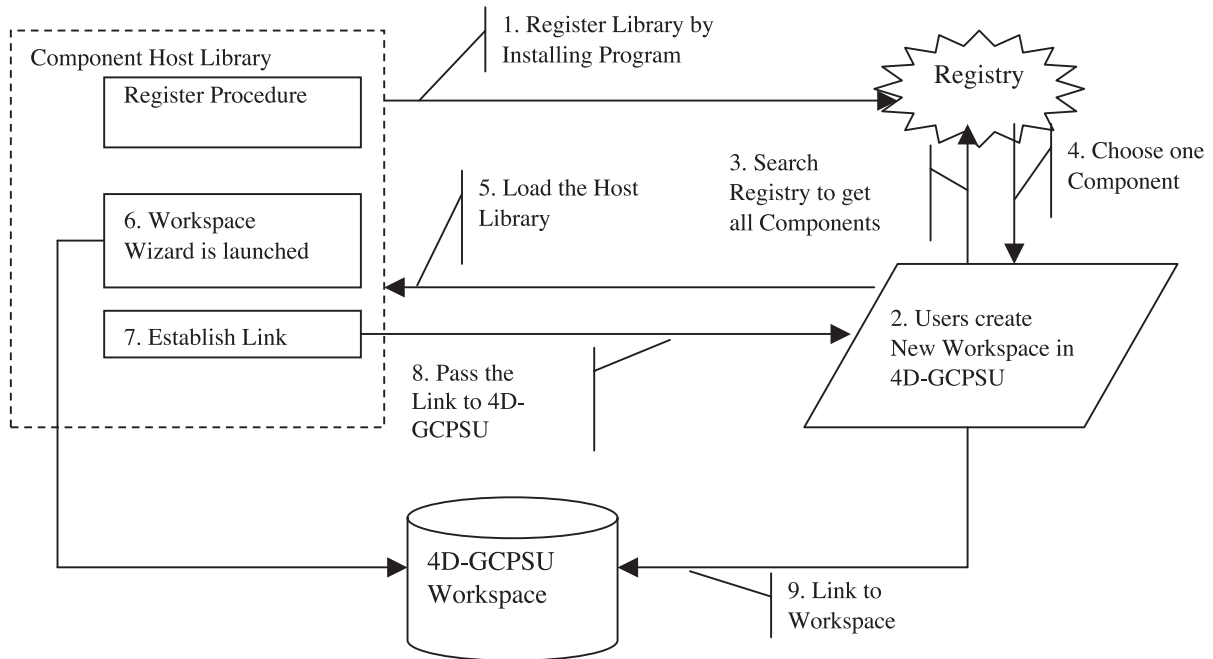 1. Register Library by
Installing Program
Component Host Library
Register Procedure
Registry
3. Search
Registry to get
all Components
4. Choose one
Component
5. Load the Host
Library
6. Workspace
Wizard is launched
7. Establish Link
2. Users create
New Workspace in
4D-GCPSU
8. Pass the
Link to 4D-
GCPSU
4D-GCPSU
Workspace
9. Link to
Workspace